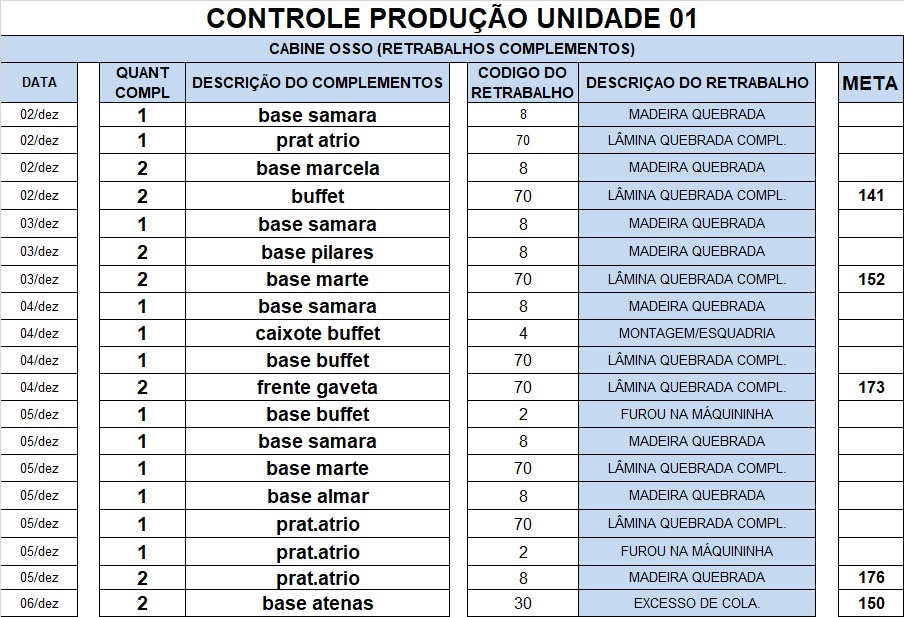 CONTROLE PRODUÇÃO UNIDADE 01
CABINE OSSO (RETRABALHOS COMPLEMENTOS)
DATA QUANT COMPL DESCRIÇÃO DO COMPLEMENTOS CODIGO DO RETRABALHO DESCRIÇAO DO RETRABALHO META
02/dez 1 base samara 8 MADEIRA QUEBRADA
02/dez 1 prat atrio 70 LÂMINA QUEBRADA COMPL.
02/dez 2 base marcela 8 MADEIRA QUEBRADA
02/dez 2 buffet 70 LÂMINA QUEBRADA COMPL. 141
03/dez 1 base samara 8 MADEIRA QUEBRADA
03/dez 2 base pilares 8 MADEIRA QUEBRADA
03/dez 2 base marte 70 LÂMINA QUEBRADA COMPL. 152
04/dez 1 base samara 8 MADEIRA QUEBRADA
04/dez 1 caixote buffet 4 MONTAGEM/ESQUADRIA
04/dez 1 base buffet 70 LÂMINA QUEBRADA COMPL.
04/dez 2 frente gaveta 70 LÂMINA QUEBRADA COMPL. 173
05/dez 1 base buffet 2 FUROU NA MÁQUININHA
05/dez 1 base samara 8 MADEIRA QUEBRADA
05/dez 1 base marte 70 LÂMINA QUEBRADA COMPL.
05/dez 1 base almar 8 MADEIRA QUEBRADA
05/dez 1 prat.atrio 70 LÂMINA QUEBRADA COMPL.
05/dez 1 prat.atrio 2 FUROU NA MÁQUININHA
05/dez 2 prat.atrio 8 MADEIRA QUEBRADA 176
06/dez 2 base atenas 30 EXCESSO DE COLA. 150